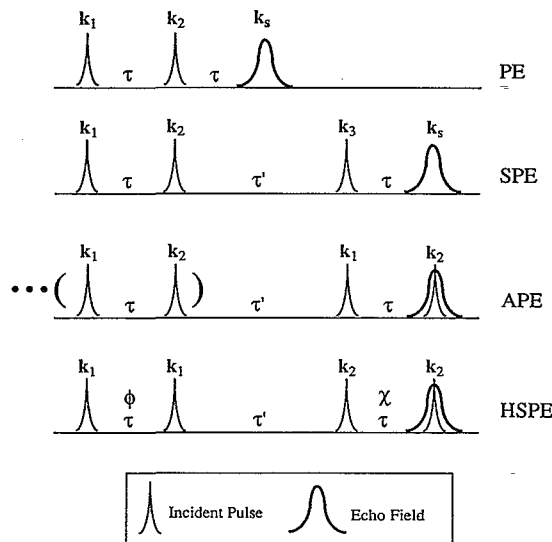 k1 k2 ks
τ τ PE
k1 k2 k3 ks
τ τ' τ SPE
k1 k2 k1 k2
•••( )
τ τ' τ APE
k1 k1 k2 k2
φ χ
τ τ' τ HSPE
Incident Pulse Echo Field